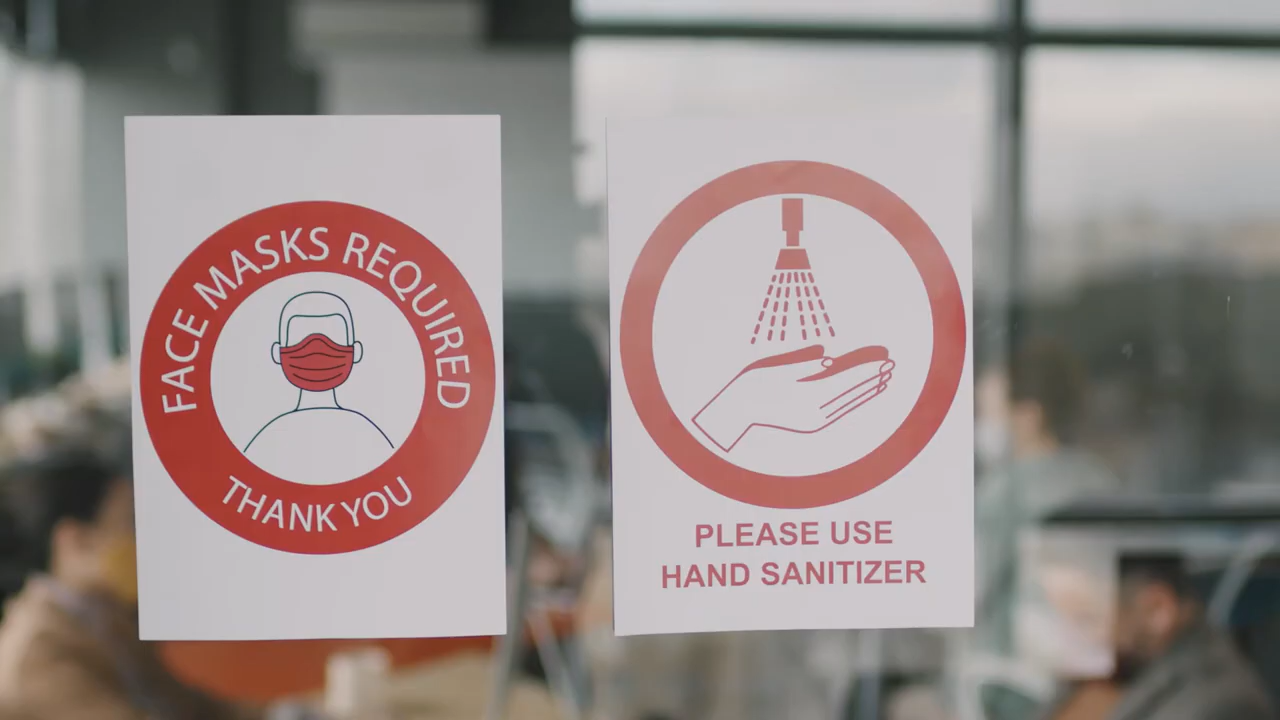 FACE MASKS REQUIRED
THANK YOU
PLEASE USE
HAND SANITIZER